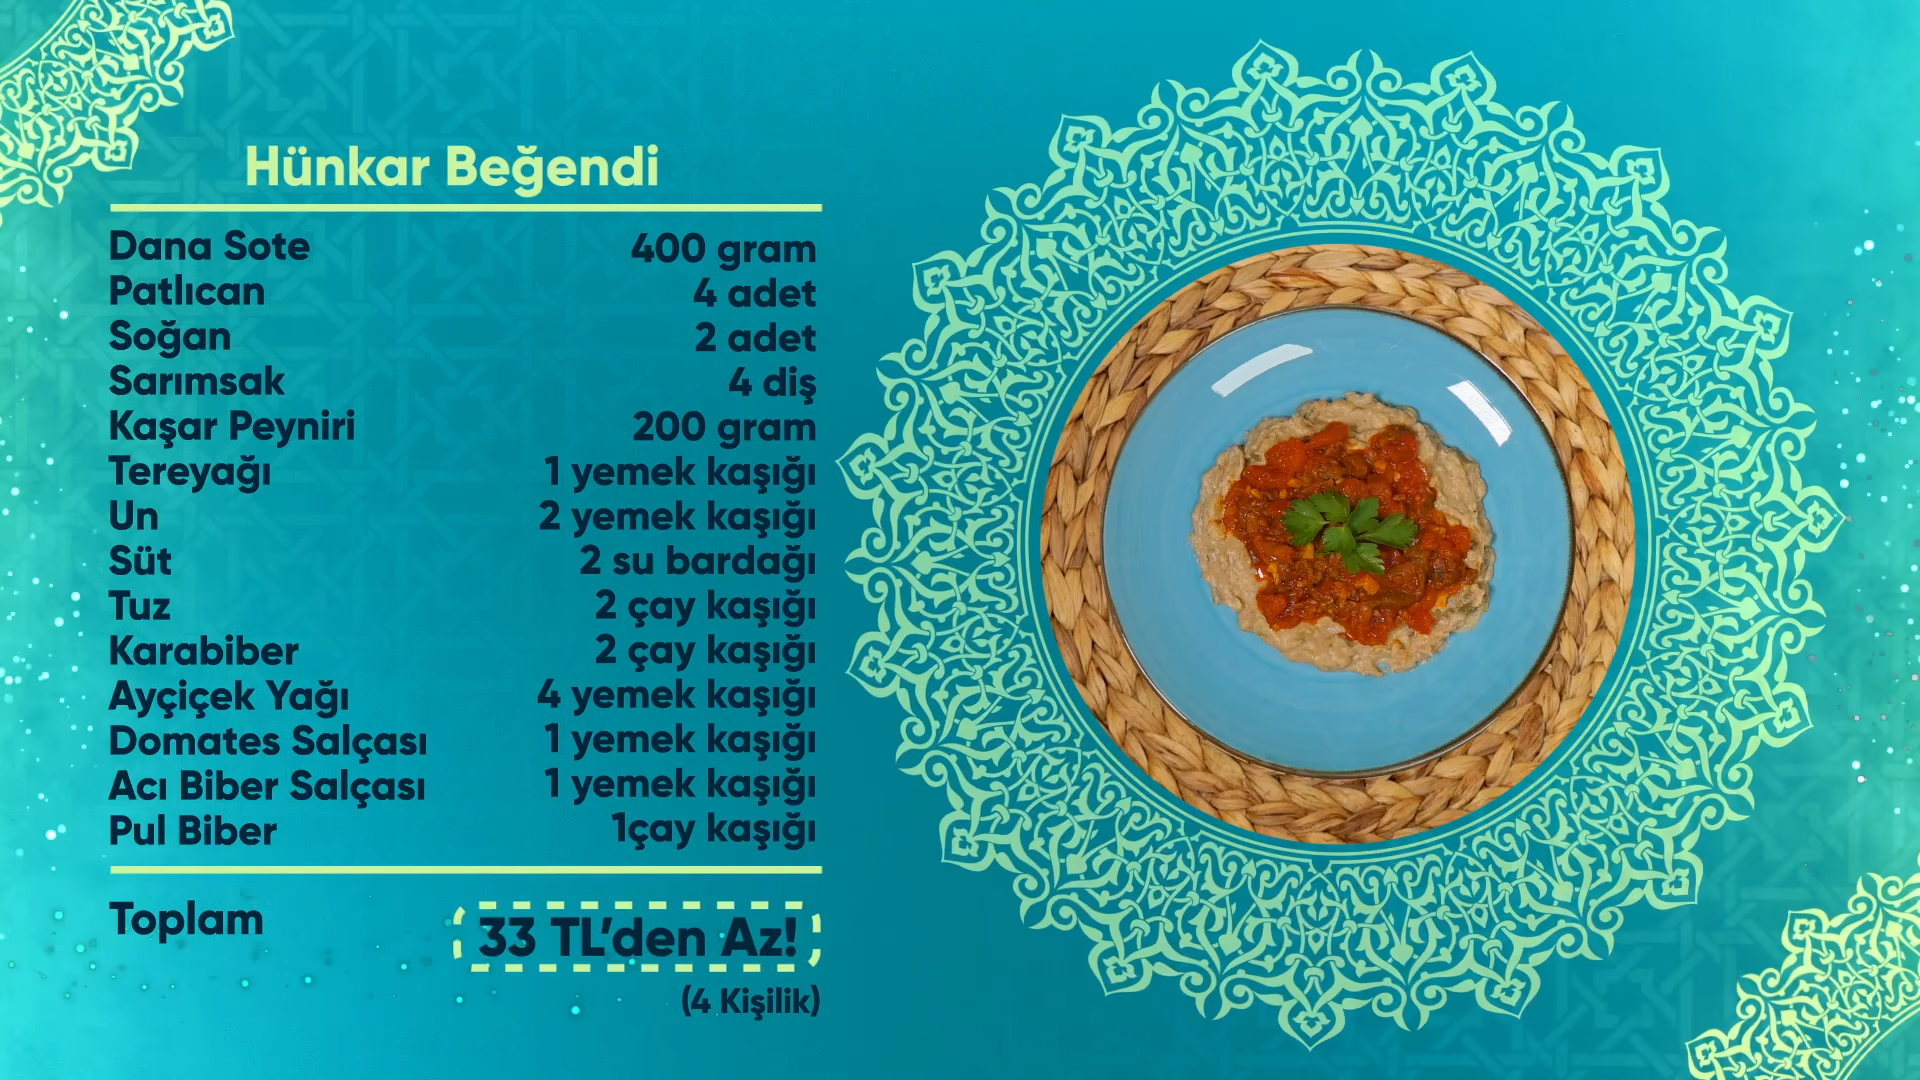 Hünkar Beğendi
Dana Sote 400 gram
Patlıcan 4 adet
Soğan 2 adet
Sarımsak 4 diş
Kaşar Peyniri 200 gram
Tereyağı 1 yemek kaşığı
Un 2 yemek kaşığı
Süt 2 su bardağı
Tuz 2 çay kaşığı
Karabiber 2 çay kaşığı
Ayçiçek Yağı 4 yemek kaşığı
Domates Salçası 1 yemek kaşığı
Acı Biber Salçası 1 yemek kaşığı
Pul Biber 1çay kaşığı
Toplam 33 TL'den Az!
(4 Kişilik)